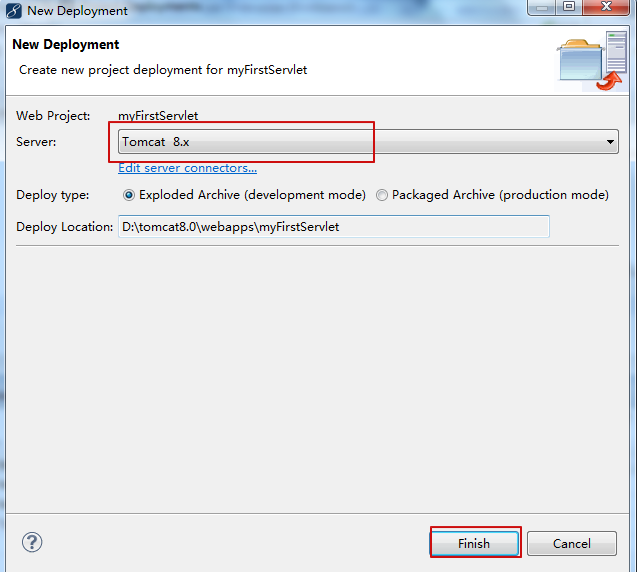 New Deployment
New Deployment
Create new project deployment for myFirstServlet
Web Project: myFirstServlet
Server: Tomcat 8.x
Edit server connectors...
Deploy type: Exploded Archive (development mode) Packaged Archive (production mode)
Deploy Location: D:\tomcat8.0\webapps\myFirstServlet
? Finish Cancel